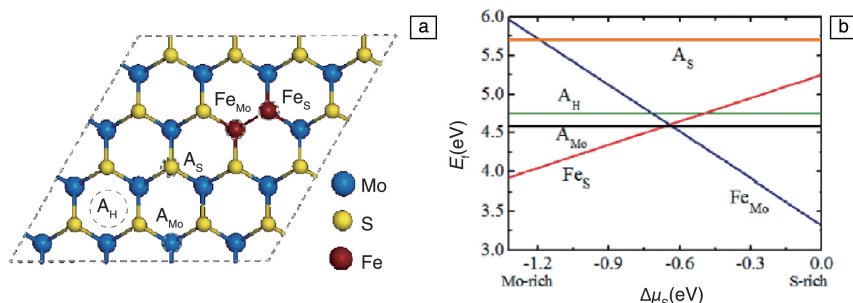 a
Fe_Mo
Fe_S
A_S
A_H
A_Mo
Mo
S
Fe
b
6.0
5.5
5.0
4.5
4.0
3.5
3.0
E_f(eV)
A_S
A_H
A_Mo
Fe_S
Fe_Mo
-1.2 -0.9 -0.6 -0.3 0.0
Mo-rich S-rich
Δμ_S(eV)